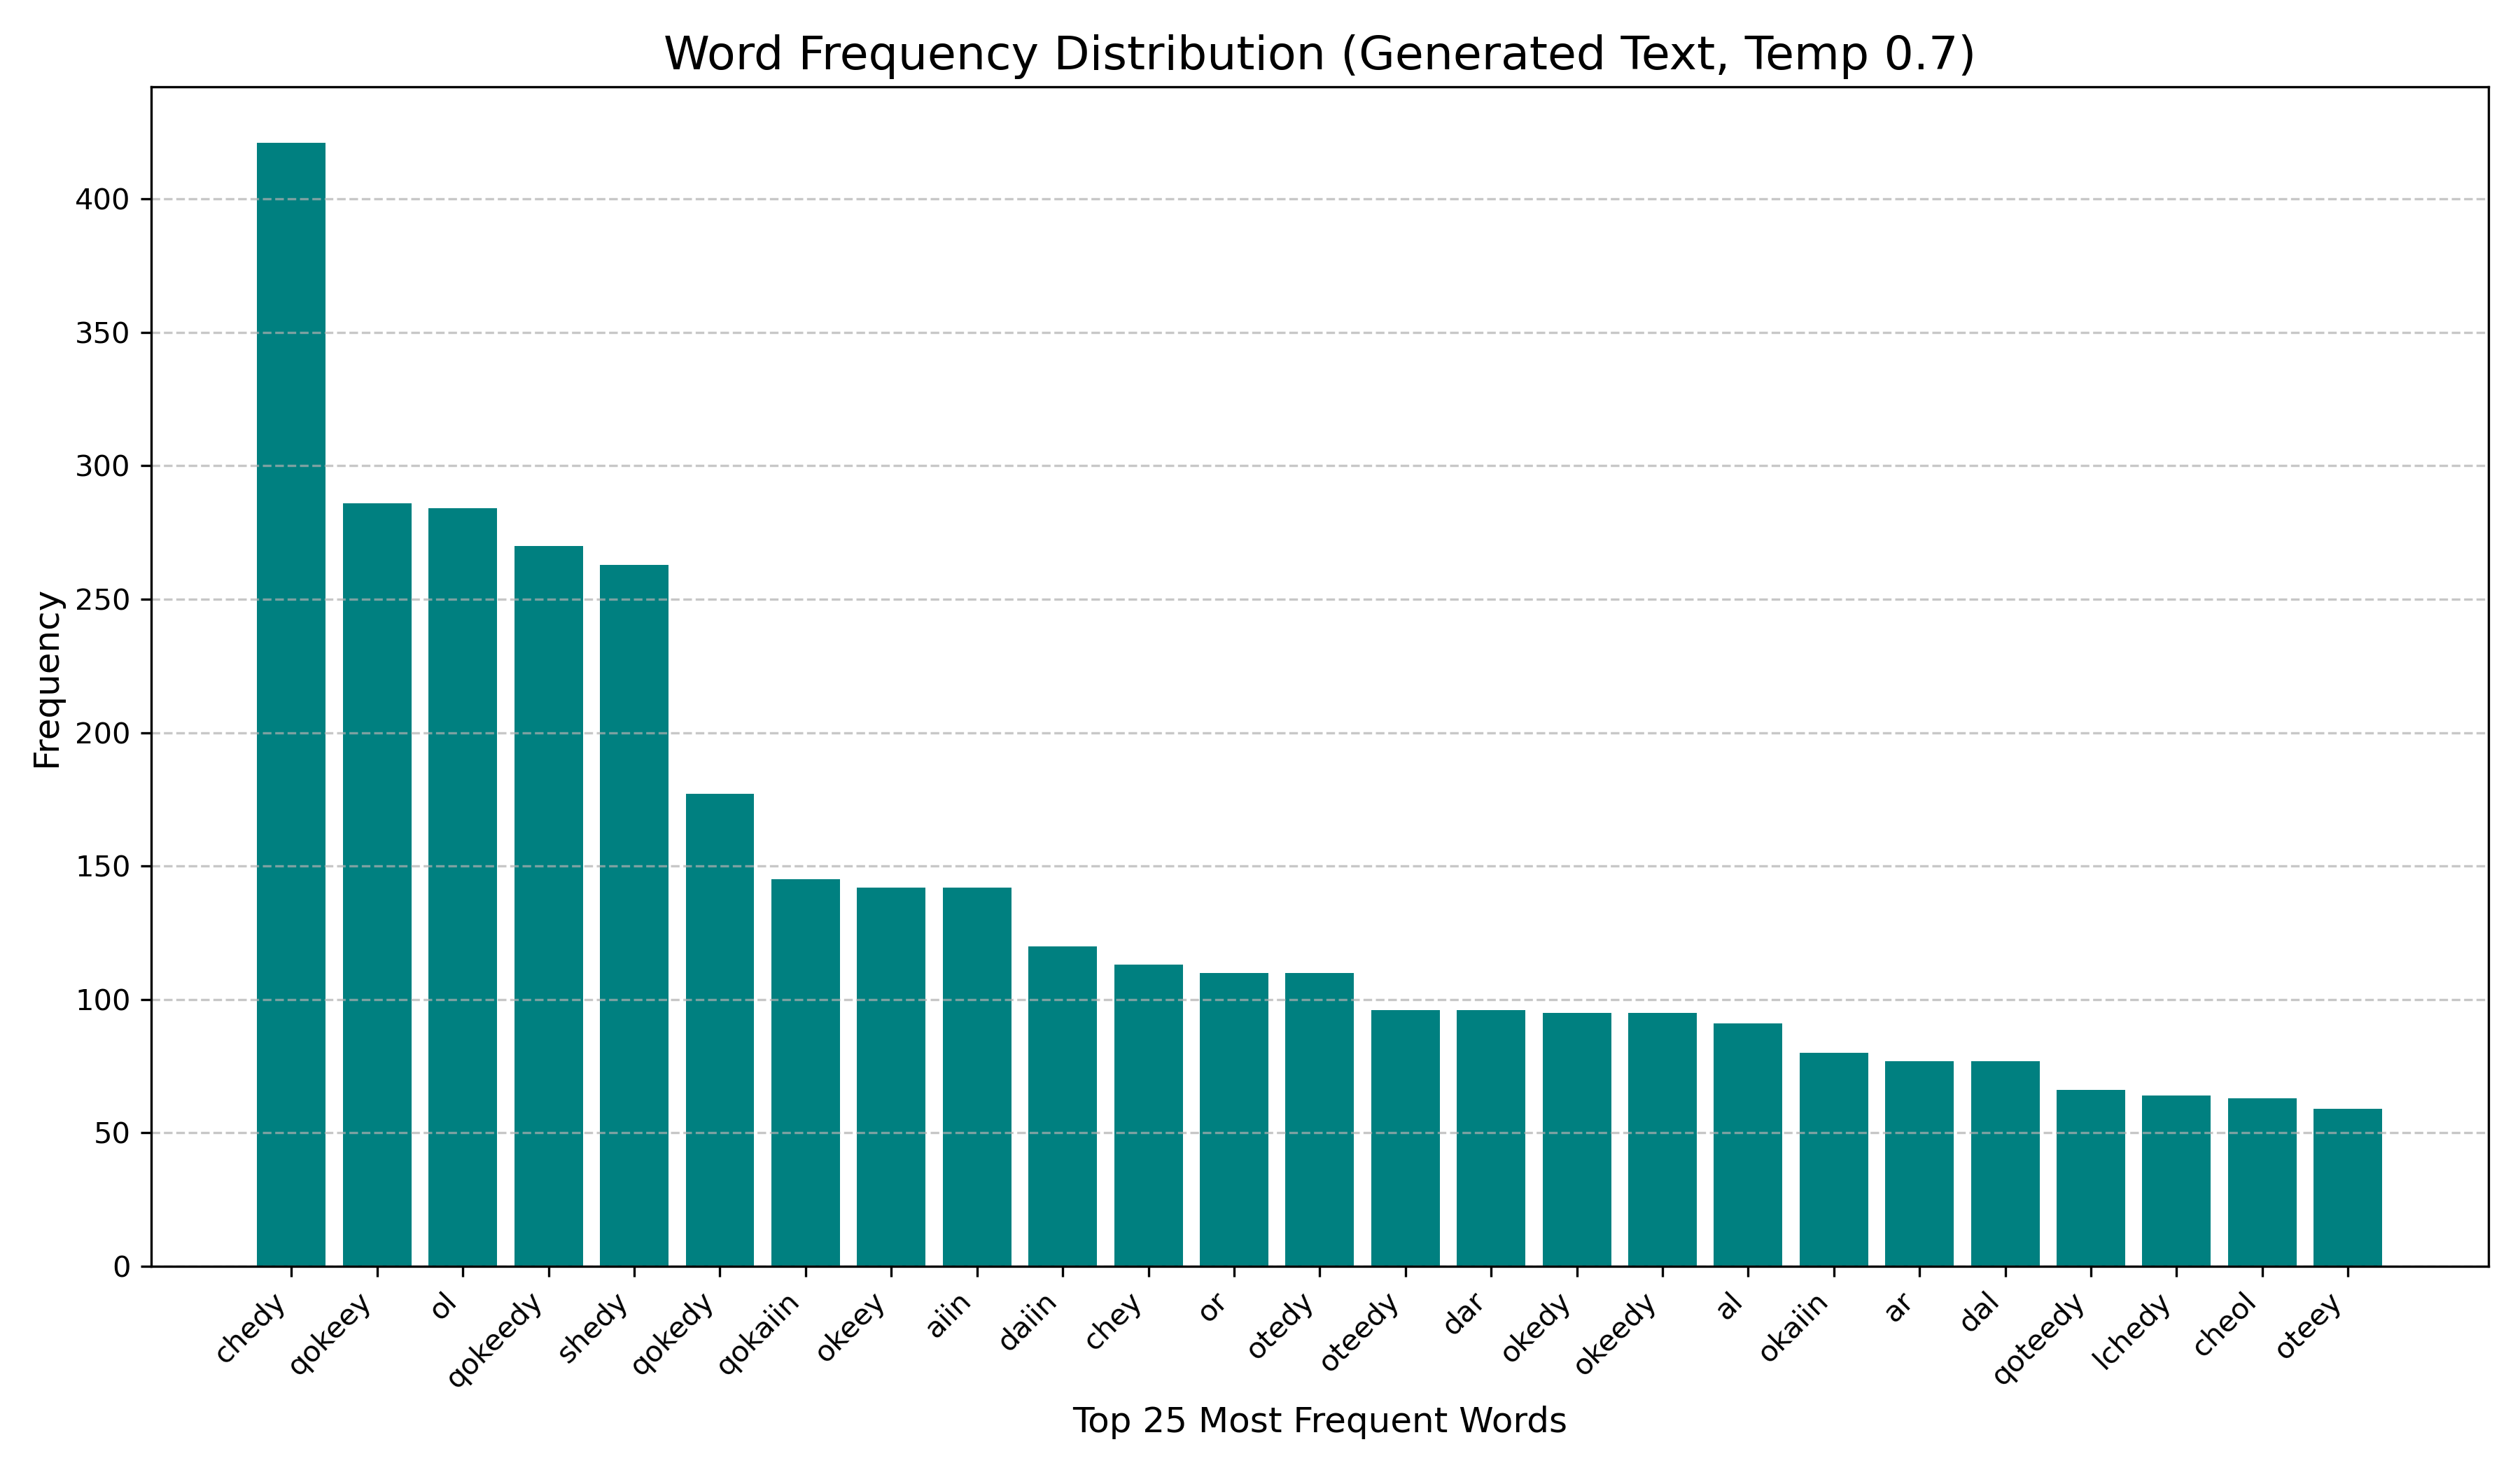 Word Frequency Distribution (Generated Text, Temp 0.7)
Frequency
400
350
300
250
200
150
100
50
0
chedy
qokeey
ol
qokeedy
shedy
qokedy
qokaiin
okeey
aiin
daiin
chey
or
otedy
oteedy
dar
okedy
okeedy
al
okaiin
ar
dal
qoteedy
lchedy
cheol
oteey
Top 25 Most Frequent Words